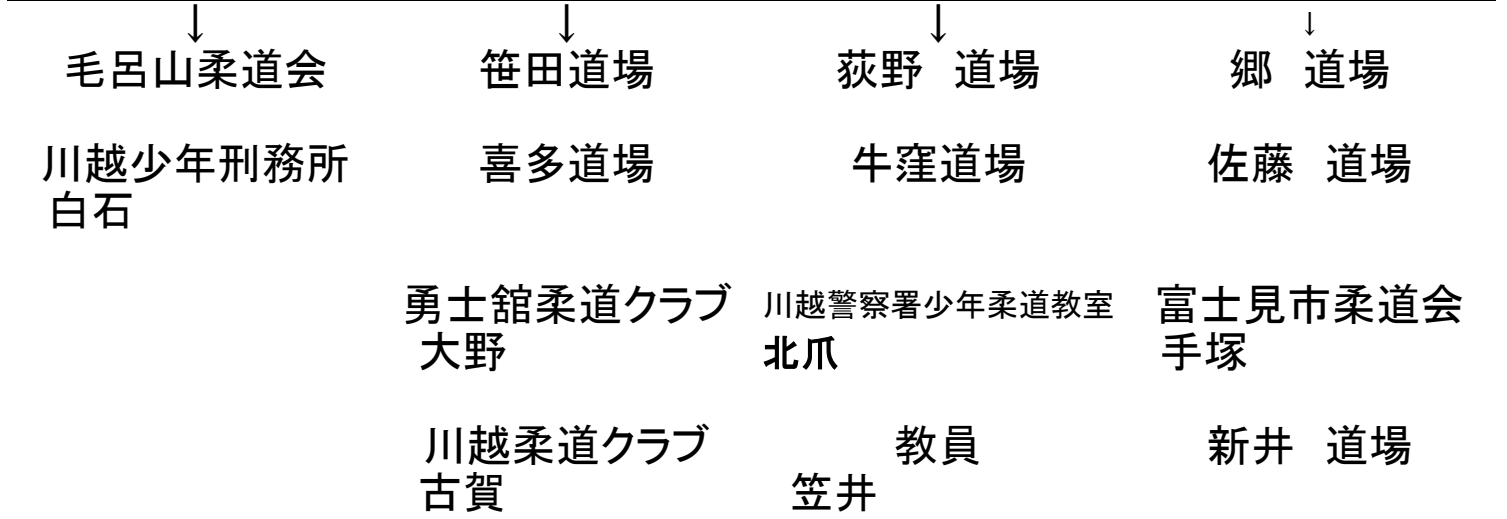 ↓ ↓ ↓ ↓
毛呂山柔道会 笹田道場 荻野 道場 郷 道場
川越少年刑務所 喜多道場 牛窪道場 佐藤 道場
白石
勇士舘柔道クラブ 川越警察署少年柔道教室 富士見市柔道会
大野 北爪 手塚
川越柔道クラブ 教員 新井 道場
古賀 笠井